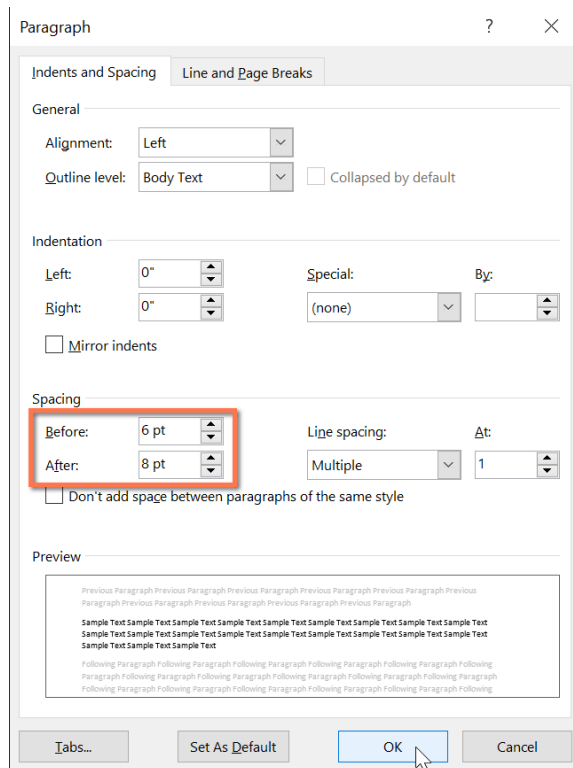 Paragraph ?
Indents and Spacing Line and Page Breaks
General
Alignment: Left
Outline level: Body Text Collapsed by default
Indentation
Left: 0" Special: By:
Right: 0" (none)
Mirror indents
Spacing
Before: 6 pt Line spacing: At:
After: 8 pt Multiple 1
Don't add space between paragraphs of the same style
Preview
Previous Paragraph Previous Paragraph Previous Paragraph Previous Paragraph Previous Paragraph Previous
Paragraph Previous Paragraph Previous Paragraph Previous Paragraph Previous Paragraph
Sample Text Sample Text Sample Text Sample Text Sample Text Sample Text Sample Text Sample Text Sample Text
Sample Text Sample Text Sample Text Sample Text Sample Text Sample Text Sample Text Sample Text Sample Text
Sample Text Sample Text Sample Text
Following Paragraph Following Paragraph Following Paragraph Following Paragraph Following Paragraph Following
Paragraph Following Paragraph Following Paragraph Following Paragraph Following Paragraph Following Paragraph
Following Paragraph Following Paragraph Following Paragraph Following Paragraph Following Paragraph Following
Tabs... Set As Default OK Cancel